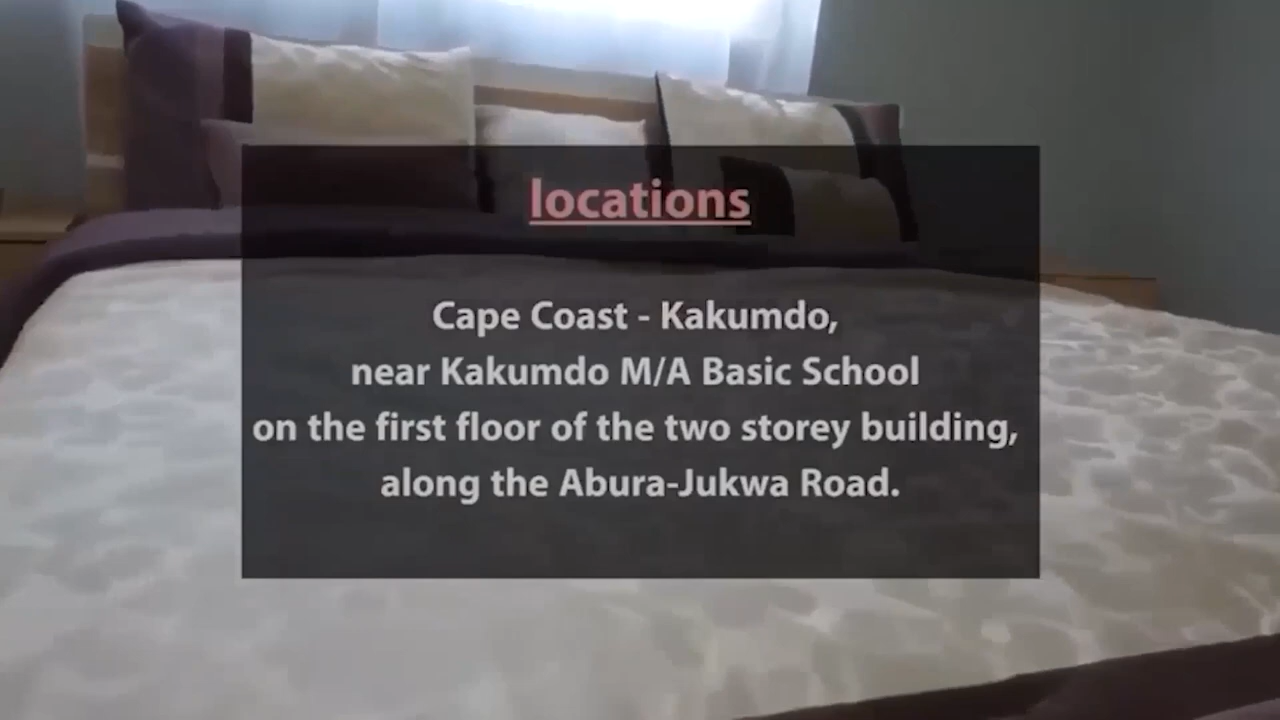 locations
Cape Coast - Kakumdo,
near Kakumdo M/A Basic School
on the first floor of the two storey building,
along the Abura-Jukwa Road.